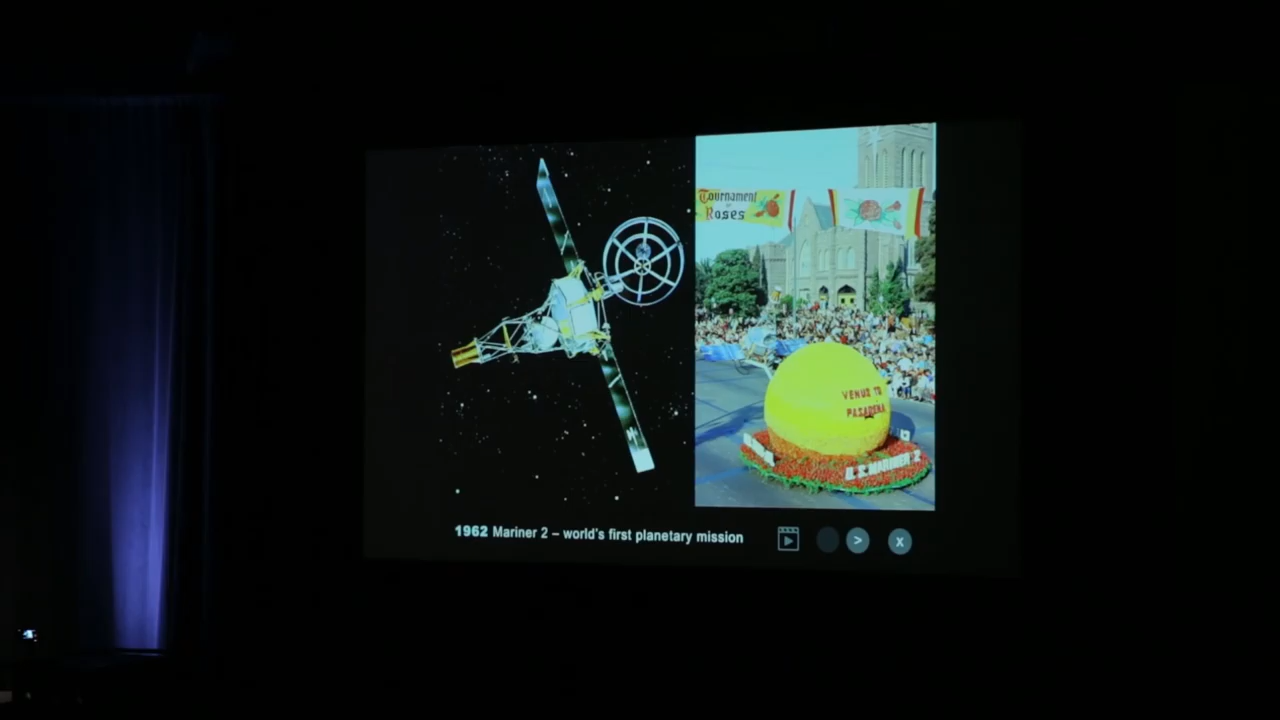 Tournament
of
Roses
VENUS TO
PASADENA
U.S. MARINER 2
1962 Mariner 2 – world's first planetary mission
> x